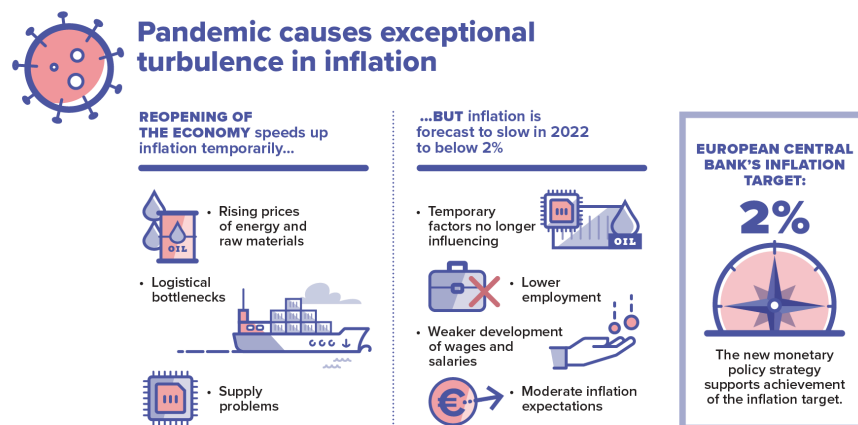 Pandemic causes exceptional
turbulence in inflation
REOPENING OF
THE ECONOMY speeds up
inflation temporarily...
• Rising prices
of energy and
raw materials
OIL
• Logistical
bottlenecks
• Supply
problems
...BUT inflation is
forecast to slow in 2022
to below 2%
• Temporary
factors no longer
influencing
OIL
• Lower
employment
• Weaker development
of wages and
salaries
€
• Moderate inflation
expectations
EUROPEAN CENTRAL
BANK’S INFLATION
TARGET:
2%
The new monetary
policy strategy
supports achievement
of the inflation target.